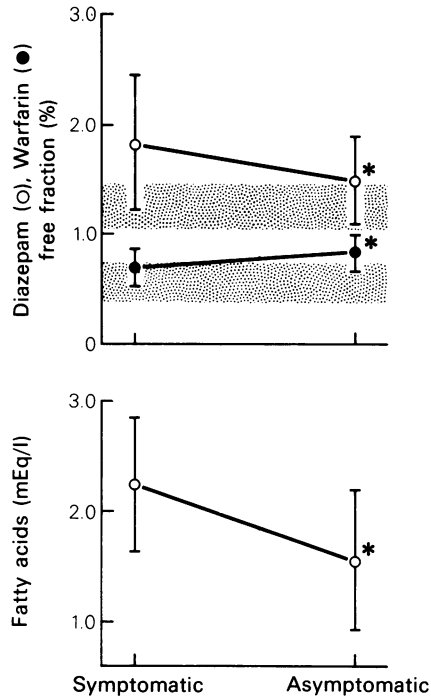 Diazepam (○), Warfarin (●)
free fraction (%)
3.0
2.0
1.0
0
*
*
Fatty acids (mEq/l)
3.0
2.0
1.0
*
Symptomatic
Asymptomatic